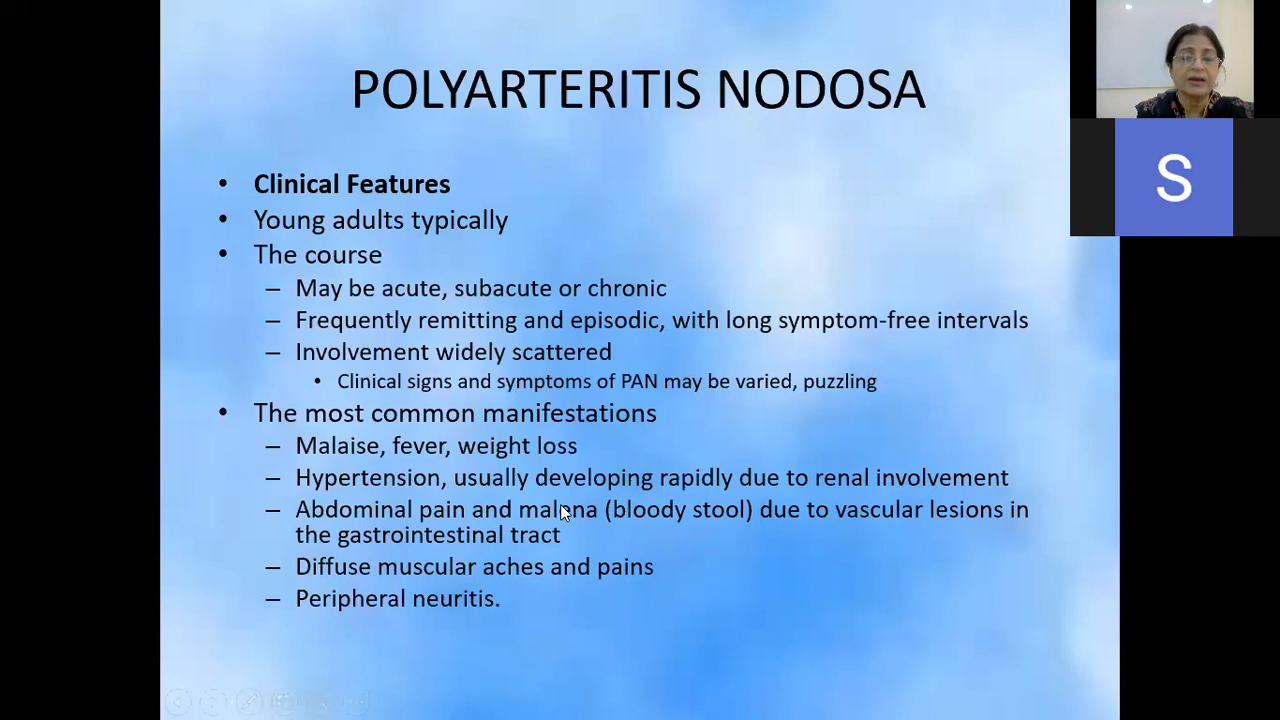 POLYARTERITIS NODOSA
• Clinical Features
• Young adults typically
• The course
– May be acute, subacute or chronic
– Frequently remitting and episodic, with long symptom-free intervals
– Involvement widely scattered
• Clinical signs and symptoms of PAN may be varied, puzzling
• The most common manifestations
– Malaise, fever, weight loss
– Hypertension, usually developing rapidly due to renal involvement
– Abdominal pain and malena (bloody stool) due to vascular lesions in
the gastrointestinal tract
– Diffuse muscular aches and pains
– Peripheral neuritis.
S